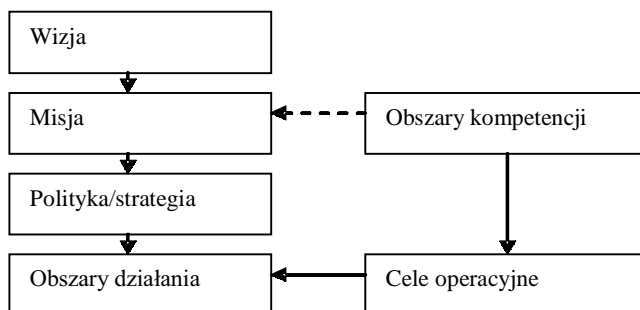 Wizja
Misja
Obszary kompetencji
Polityka/strategia
Obszary działania
Cele operacyjne